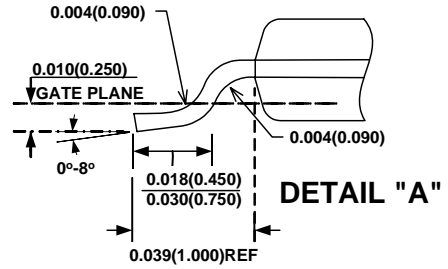 0.004(0.090)
0.010(0.250)
GATE PLANE
0.004(0.090)
0º-8º
0.018(0.450)
0.030(0.750)
DETAIL "A"
0.039(1.000)REF